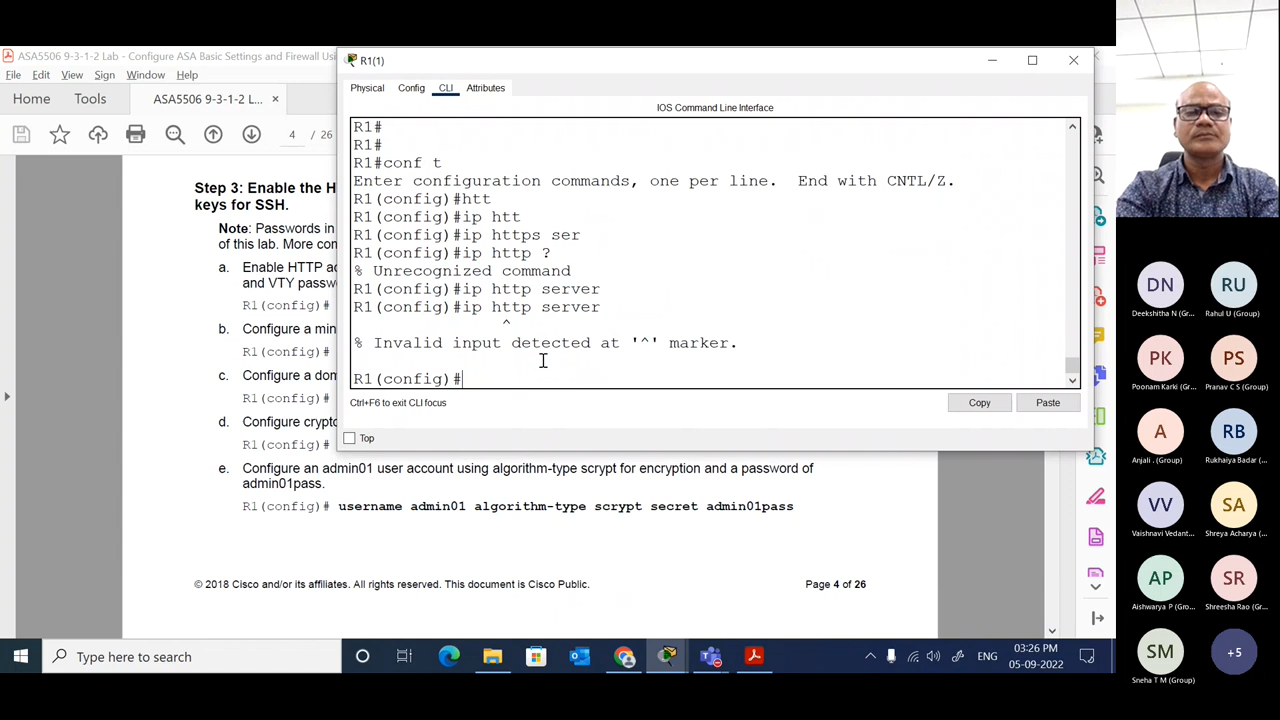 ASA5506 9-3-1-2 Lab - Configure ASA Basic Settings and Firewall Usin
File Edit View Sign Window Help
Home Tools ASA5506 9-3-1-2 L... ×
4 / 26
R1(1)
Physical Config CLI Attributes
IOS Command Line Interface
R1#
R1#
R1#conf t
Enter configuration commands, one per line. End with CNTL/Z.
R1(config)#htt
R1(config)#ip htt
R1(config)#ip https ser
R1(config)#ip http ?
% Unrecognized command
R1(config)#ip http server
R1(config)#ip http server
^
% Invalid input detected at '^' marker.
R1(config)#
Ctrl+F6 to exit CLI focus
Copy Paste
Top
Step 3: Enable the H
keys for SSH.
Note: Passwords in
of this lab. More com
a. Enable HTTP ac
and VTY passw
R1(config)#
b. Configure a min
R1(config)#
c. Configure a dom
R1(config)#
d. Configure crypto
R1(config)#
e. Configure an admin01 user account using algorithm-type scrypt for encryption and a password of
admin01pass.
R1(config)# username admin01 algorithm-type scrypt secret admin01pass
© 2018 Cisco and/or its affiliates. All rights reserved. This document is Cisco Public.
Page 4 of 26
Type here to search
ENG
03:26 PM
05-09-2022
DN RU
Deekshitha N (Group) Rahul U (Group)
PK PS
Poonam Karki (Gr... Pranav C S (Group)
A RB
Anjali . (Group) Rukhaiya Badar (...
VV SA
Vaishnavi Vedant... Shreya Acharya (...
AP SR
Aishwarya P (Gro... Shreesha Rao (Gr...
SM +5
Sneha T M (Group)